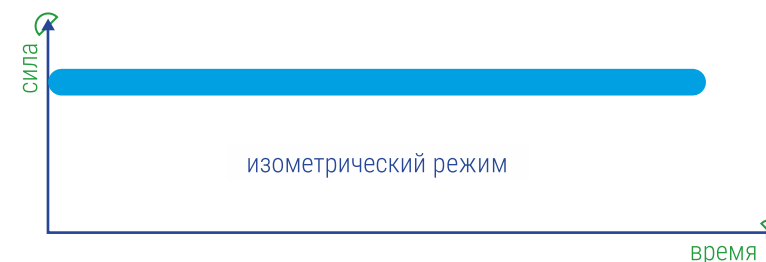 сила
изометрический режим
время